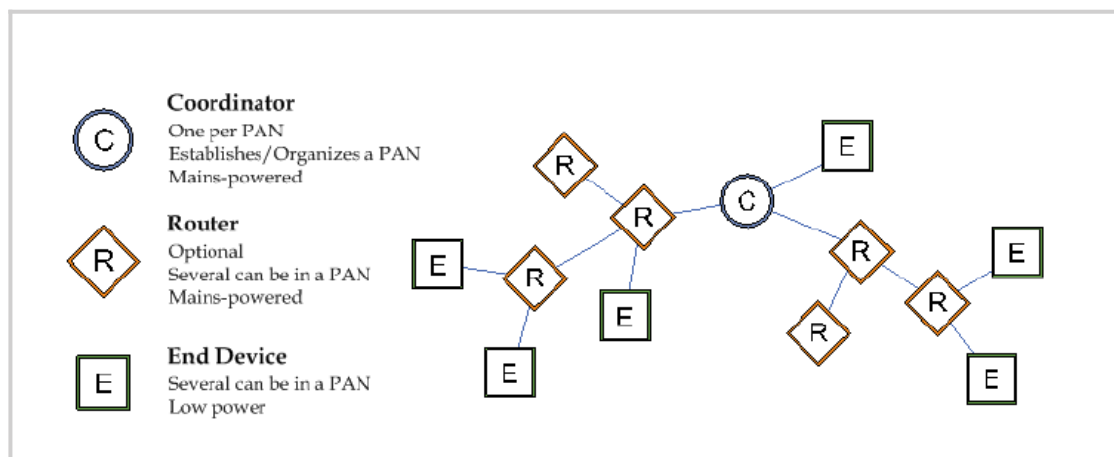 C
Coordinator
One per PAN
Establishes/Organizes a PAN
Mains-powered
R
Router
Optional
Several can be in a PAN
Mains-powered
E
End Device
Several can be in a PAN
Low power
E
R
C
R
E
R
E
R
R
E
R
E
R
E
E